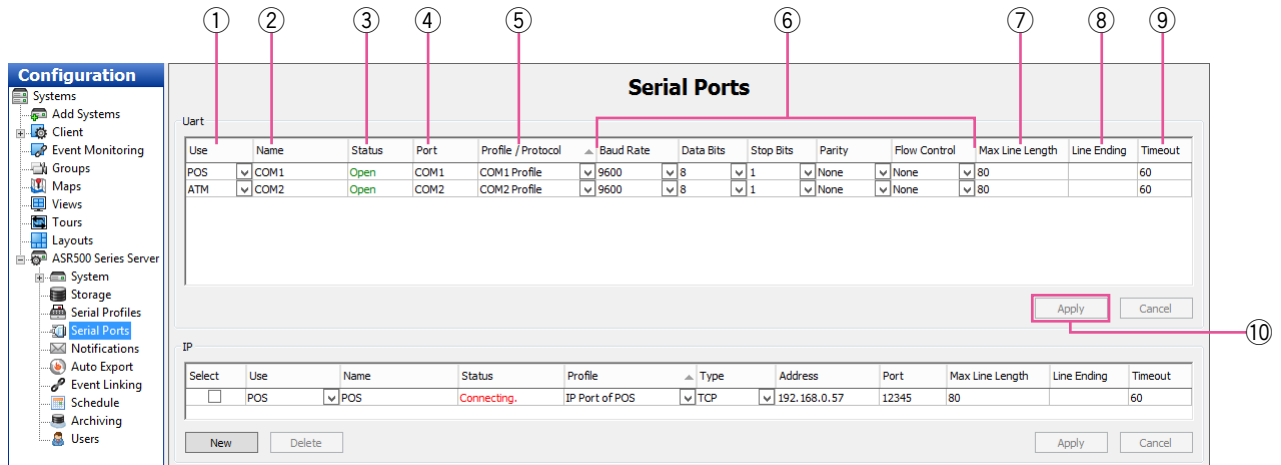 ① ② ③ ④ ⑤ ⑥ ⑦ ⑧ ⑨
Configuration
Systems
Add Systems
Client
Event Monitoring
Groups
Maps
Views
Tours
Layouts
ASR500 Series Server
System
Storage
Serial Profiles
Serial Ports
Notifications
Auto Export
Event Linking
Schedule
Archiving
Users
Serial Ports
Uart
Use Name Status Port Profile / Protocol Baud Rate Data Bits Stop Bits Parity Flow Control Max Line Length Line Ending Timeout
POS COM1 Open COM1 COM1 Profile 9600 8 1 None None 80 60
ATM COM2 Open COM2 COM2 Profile 9600 8 1 None None 80 60
Apply Cancel
⑩
IP
Select Use Name Status Profile Type Address Port Max Line Length Line Ending Timeout
POS POS Connecting. IP Port of POS TCP 192.168.0.57 12345 80 60
New Delete Apply Cancel